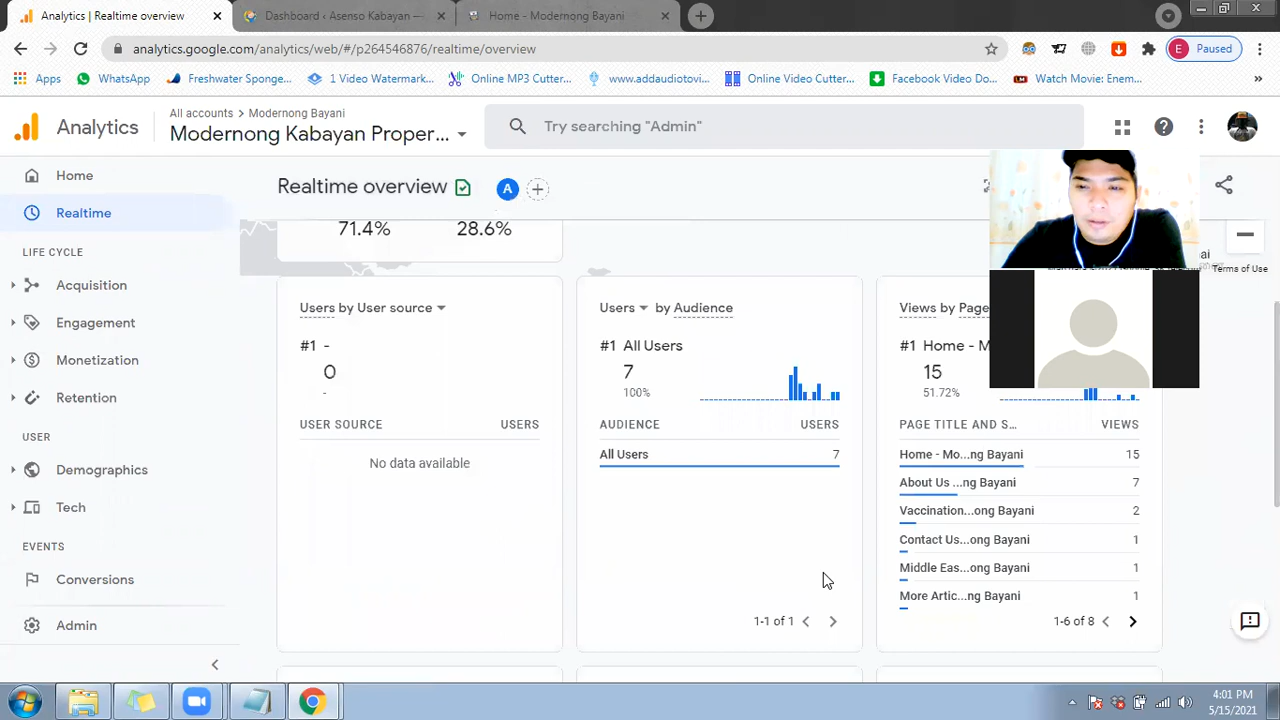 Analytics | Realtime overview
Dashboard ‹ Asenso Kabayan —
Home - Modernong Bayani
analytics.google.com/analytics/web/#/p264546876/realtime/overview
E Paused
Apps
WhatsApp
Freshwater Sponge...
1 Video Watermark...
Online MP3 Cutter...
www.addaudiotovi...
Online Video Cutter...
Facebook Video Do...
Watch Movie: Enem...
»
Analytics
All accounts > Modernong Bayani
Modernong Kabayan Proper...
Try searching "Admin"
Home
Realtime
LIFE CYCLE
Acquisition
Engagement
Monetization
Retention
USER
Demographics
Tech
EVENTS
Conversions
Admin
Realtime overview
A
71.4%
28.6%
Terms of Use
Users by User source
#1 -
0
-
USER SOURCE
USERS
No data available
Users by Audience
#1 All Users
7
100%
AUDIENCE
USERS
All Users
7
1-1 of 1
Views by Page
#1 Home - M
15
51.72%
PAGE TITLE AND S...
VIEWS
Home - Mo...ng Bayani
15
About Us ...ng Bayani
7
Vaccination...ong Bayani
2
Contact Us...ong Bayani
1
Middle Eas...ong Bayani
1
More Artic...ng Bayani
1
1-6 of 8
4:01 PM
5/15/2021